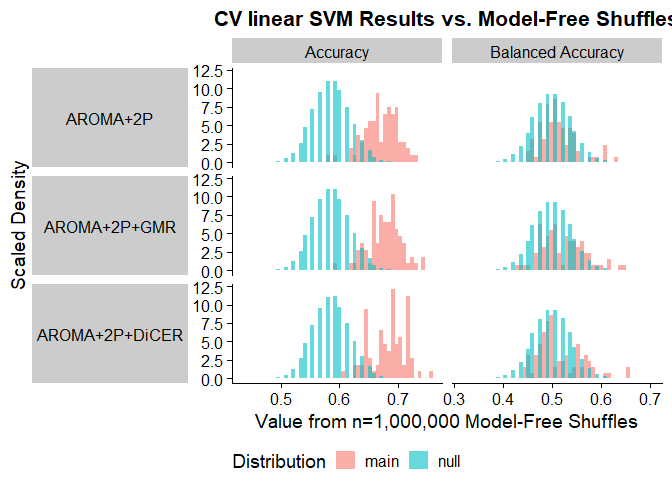 CV linear SVM Results vs. Model-Free Shuffles
Accuracy
Balanced Accuracy
Scaled Density
AROMA+2P
12.5
10.0
7.5
5.0
2.5
0.0
AROMA+2P+GMR
12.5
10.0
7.5
5.0
2.5
0.0
AROMA+2P+DiCER
12.5
10.0
7.5
5.0
2.5
0.0
0.5 0.6 0.7
0.3 0.4 0.5 0.6 0.7
Value from n=1,000,000 Model-Free Shuffles
Distribution main null